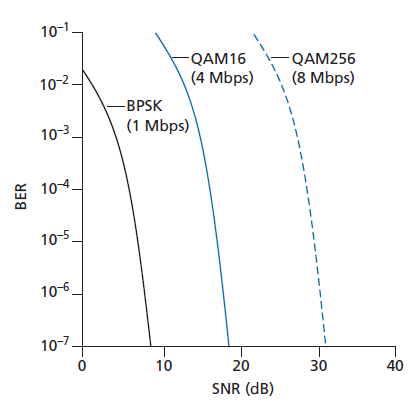 10⁻¹
QAM16
(4 Mbps)
QAM256
(8 Mbps)
10⁻²
BPSK
(1 Mbps)
10⁻³
10⁻⁴
BER
10⁻⁵
10⁻⁶
10⁻⁷
0 10 20 30 40
SNR (dB)